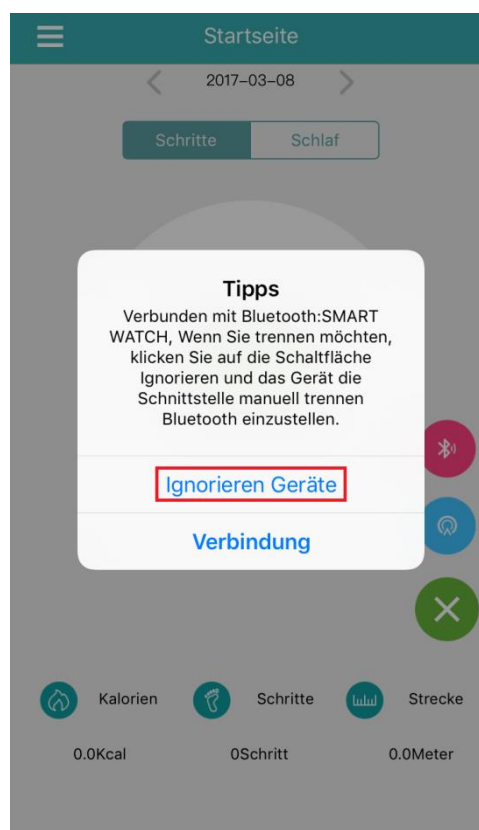 Startseite
2017-03-08
Schritte Schlaf
Tipps
Verbunden mit Bluetooth:SMART
WATCH, Wenn Sie trennen möchten,
klicken Sie auf die Schaltfläche
Ignorieren und das Gerät die
Schnittstelle manuell trennen
Bluetooth einzustellen.
Ignorieren Geräte
Verbindung
Kalorien Schritte Strecke
0.0Kcal 0Schritt 0.0Meter